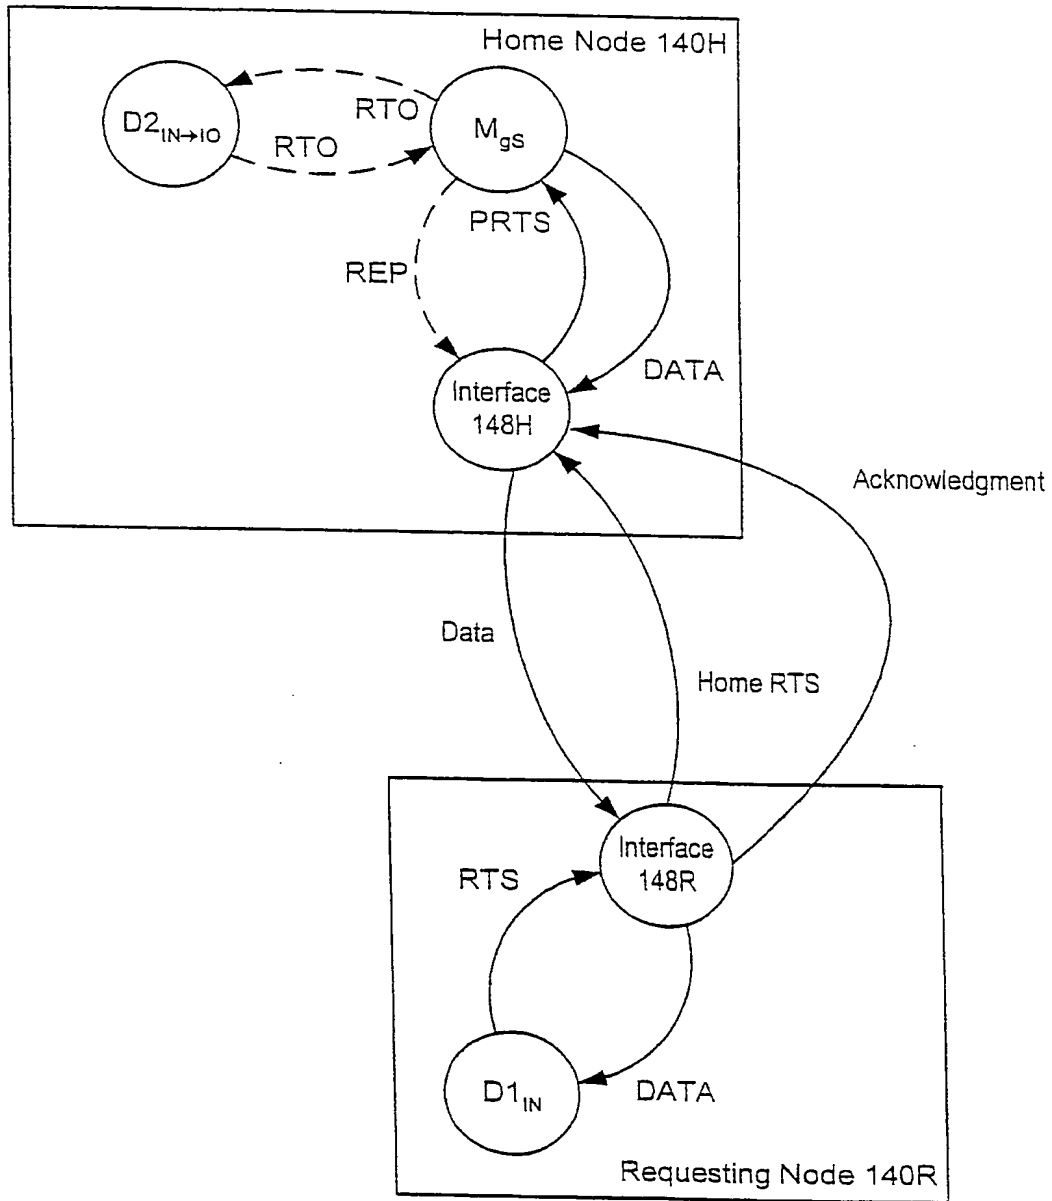 Home Node 140H
D2IN→IO
RTO
RTO
MgS
PRTS
REP
DATA
Interface
148H
Acknowledgment
Data
Home RTS
Interface
148R
RTS
D1IN
DATA
Requesting Node 140R